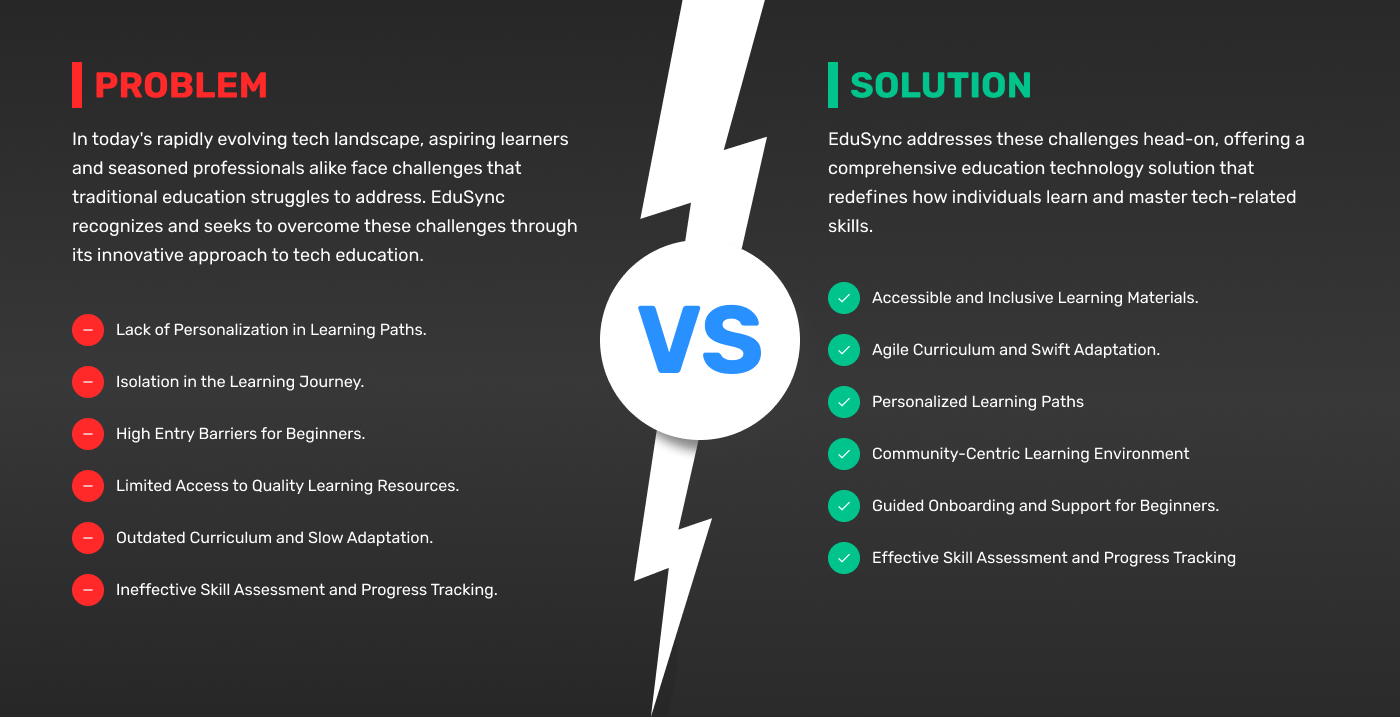 PROBLEM
In today's rapidly evolving tech landscape, aspiring learners
and seasoned professionals alike face challenges that
traditional education struggles to address. EduSync
recognizes and seeks to overcome these challenges through
its innovative approach to tech education.
Lack of Personalization in Learning Paths.
Isolation in the Learning Journey.
High Entry Barriers for Beginners.
Limited Access to Quality Learning Resources.
Outdated Curriculum and Slow Adaptation.
Ineffective Skill Assessment and Progress Tracking.
VS
SOLUTION
EduSync addresses these challenges head-on, offering a
comprehensive education technology solution that
redefines how individuals learn and master tech-related
skills.
Accessible and Inclusive Learning Materials.
Agile Curriculum and Swift Adaptation.
Personalized Learning Paths
Community-Centric Learning Environment
Guided Onboarding and Support for Beginners.
Effective Skill Assessment and Progress Tracking